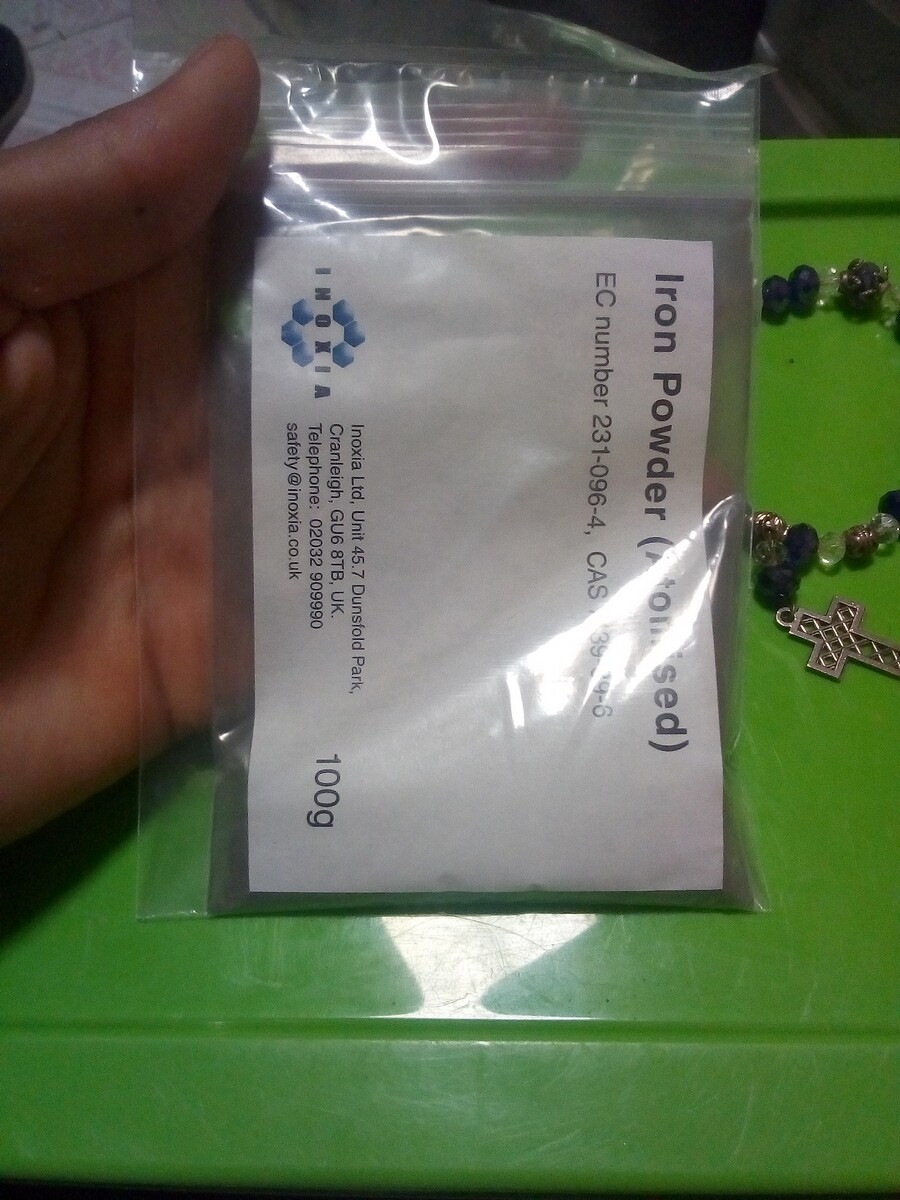 Iron Powder (Atomised)
EC number 231-096-4, CAS
INOXIA
Inoxia Ltd, Unit 45.7 Dunsfold Park,
Cranleigh, GU6 8TB, UK.
Telephone: 02032 909990
safety@inoxia.co.uk
100g